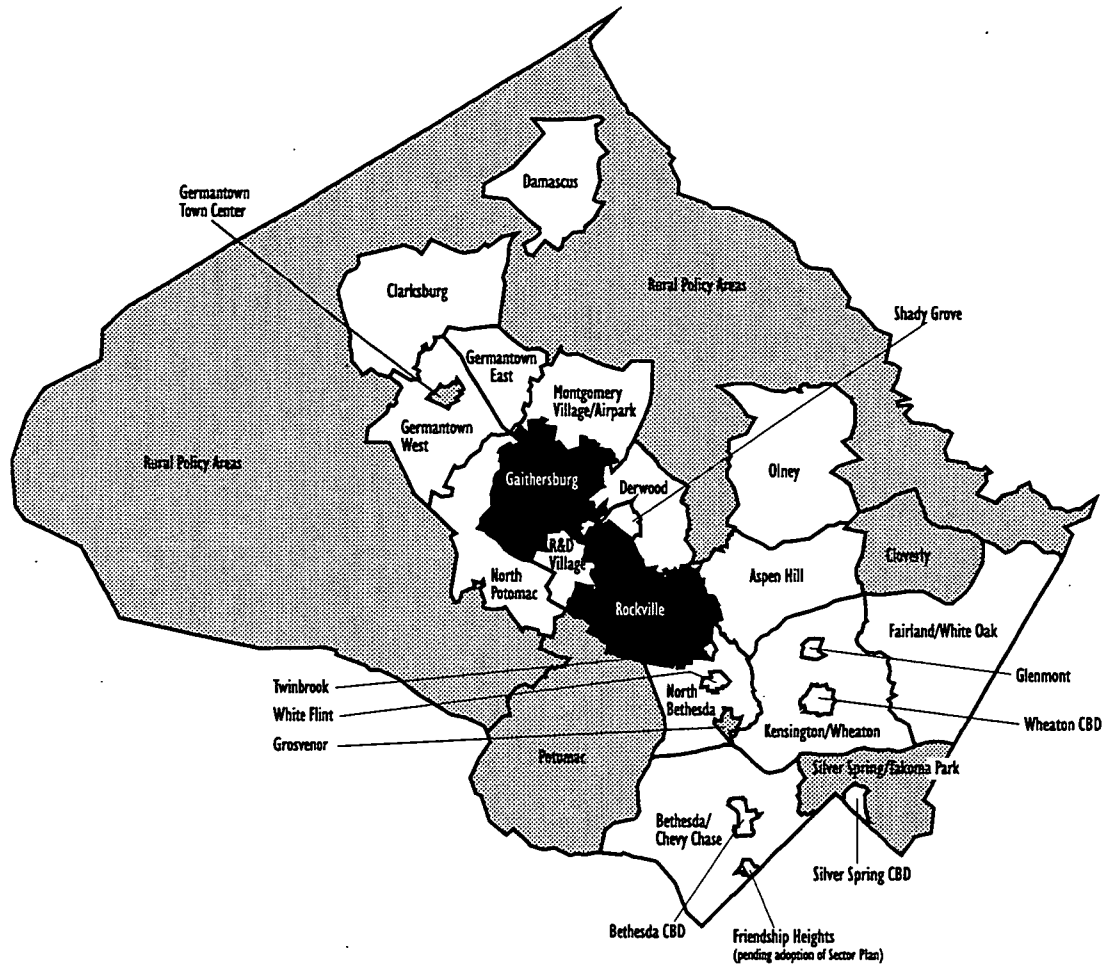 Damascus
Germantown
Town Center
Clarksburg
Rural Policy Areas
Shady Grove
Germantown
East
Montgomery
Village/Airpark
Germantown
West
Rural Policy Areas
Gaithersburg
Derwood
Olney
R&D
Village
Cloverly
North
Potomac
Aspen Hill
Rockville
Fairland/White Oak
Glenmont
Twinbrook
White Flint
North
Bethesda
Wheaton CBD
Grosvenor
Kensington/Wheaton
Potomac
Silver Spring/Takoma Park
Bethesda/
Chevy Chase
Silver Spring CBD
Bethesda CBD
Friendship Heights
(pending adoption of Sector Plan)